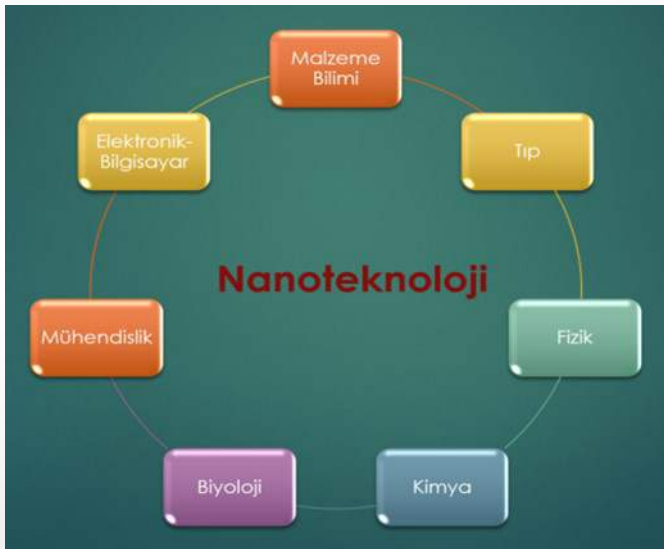 Malzeme
Bilimi
Tıp
Fizik
Kimya
Biyoloji
Mühendislik
Elektronik-
Bilgisayar
Nanoteknoloji